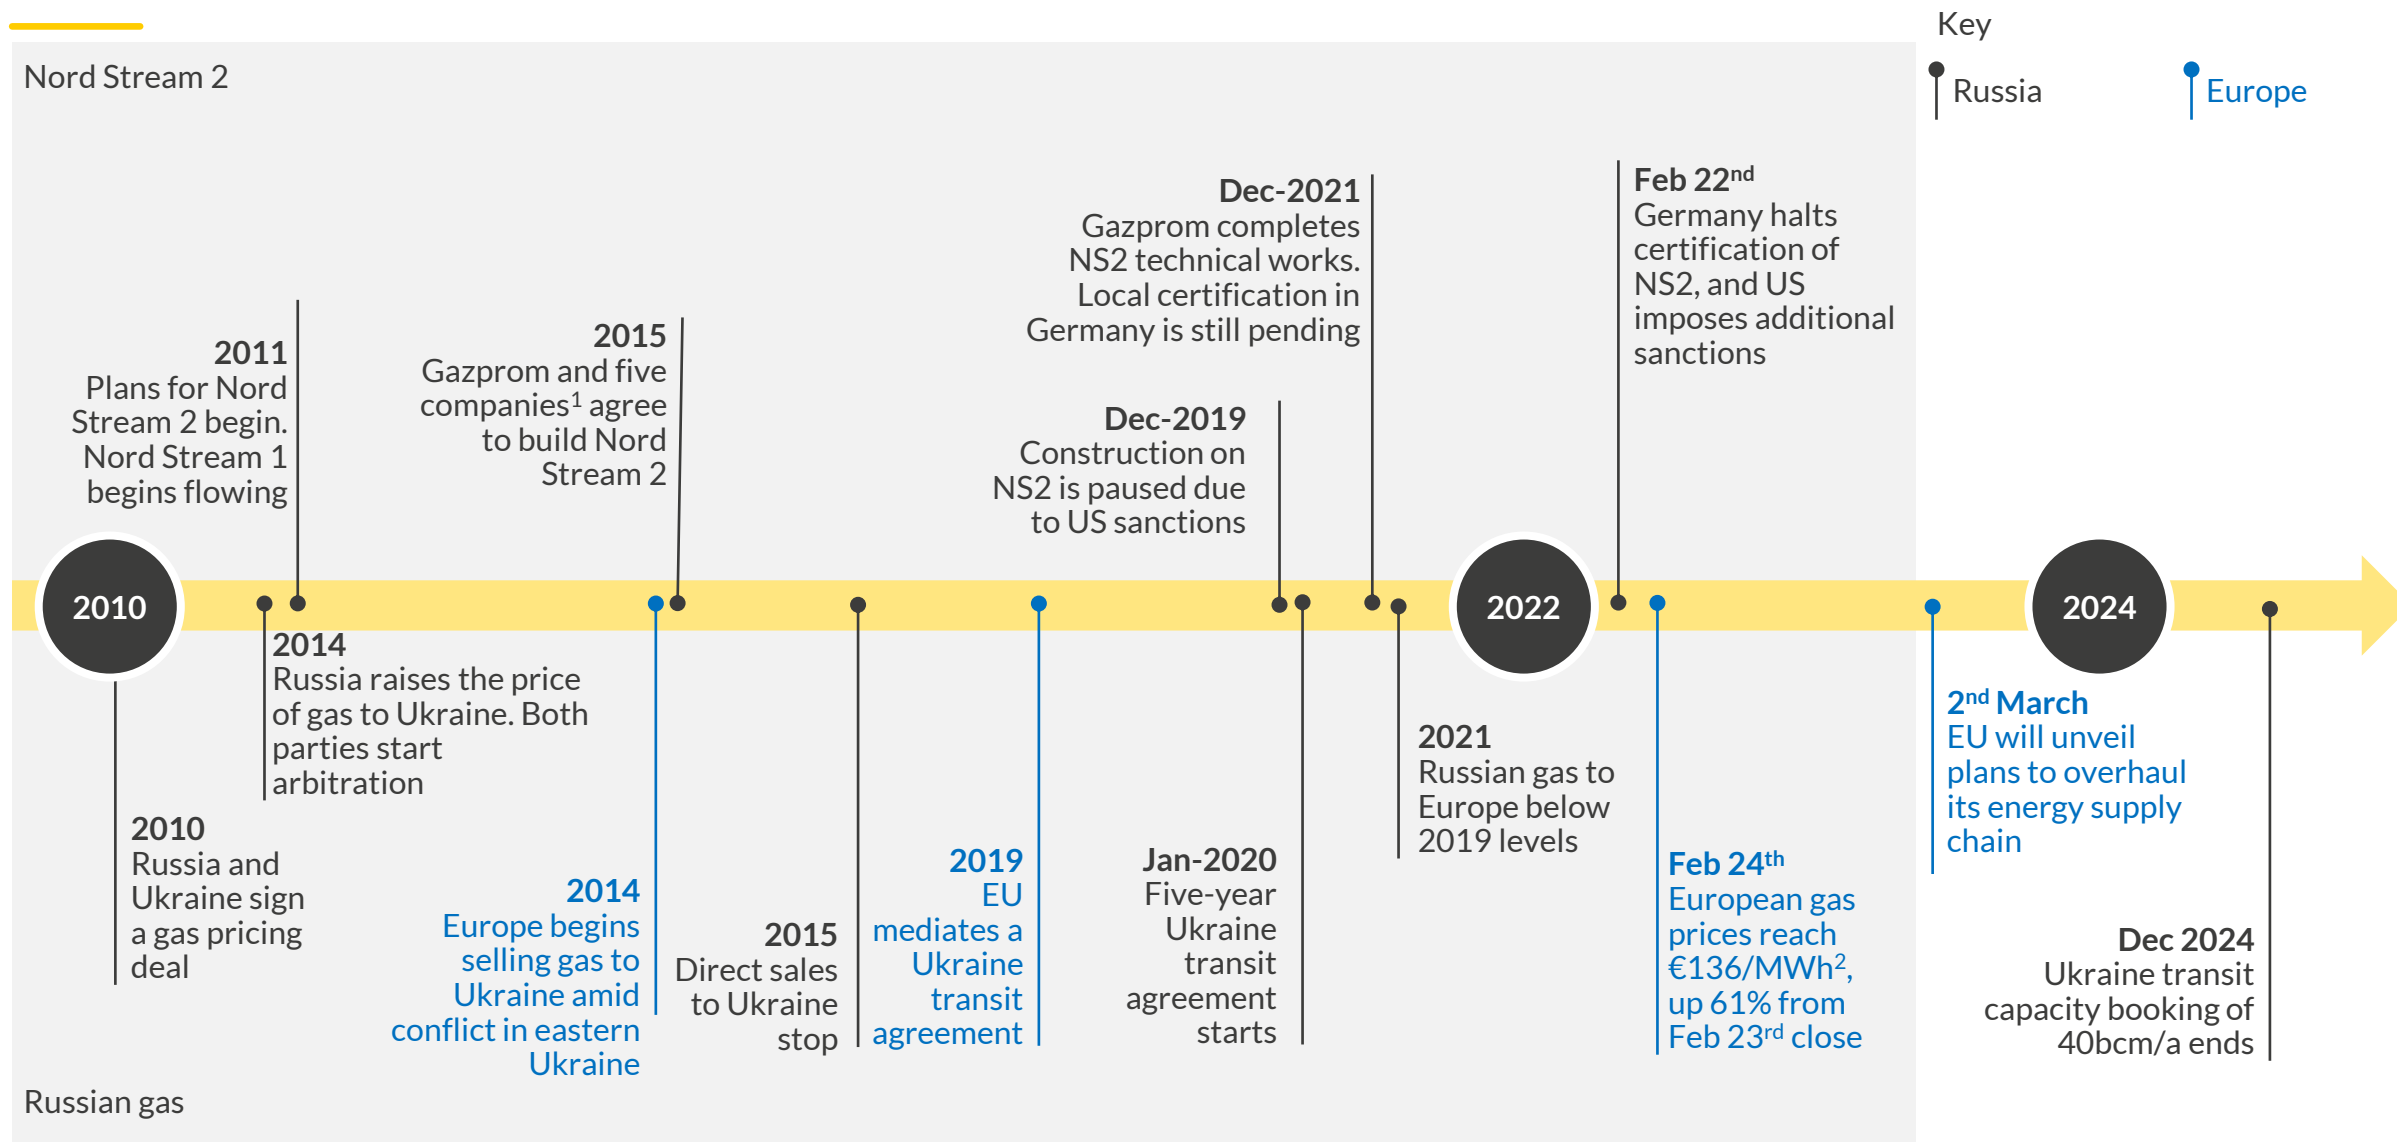 Key
Nord Stream 2
Russia
Europe
2011
Plans for Nord
Stream 2 begin.
Nord Stream 1
begins flowing
2015
Gazprom and five
companies¹ agree
to build Nord
Stream 2
Dec-2021
Gazprom completes
NS2 technical works.
Local certification in
Germany is still pending
Dec-2019
Construction on
NS2 is paused due
to US sanctions
Feb 22nd
Germany halts
certification of
NS2, and US
imposes additional
sanctions
2010
2022
2024
2010
Russia and
Ukraine sign
a gas pricing
deal
2014
Russia raises the price
of gas to Ukraine. Both
parties start
arbitration
2014
Europe begins
selling gas to
Ukraine amid
conflict in eastern
Ukraine
2015
Direct sales
to Ukraine
stop
2019
EU
mediates a
Ukraine
transit
agreement
Jan-2020
Five-year
Ukraine
transit
agreement
starts
2021
Russian gas to
Europe below
2019 levels
Feb 24th
European gas
prices reach
€136/MWh²,
up 61% from
Feb 23rd close
2nd March
EU will unveil
plans to overhaul
its energy supply
chain
Dec 2024
Ukraine transit
capacity booking of
40bcm/a ends
Russian gas